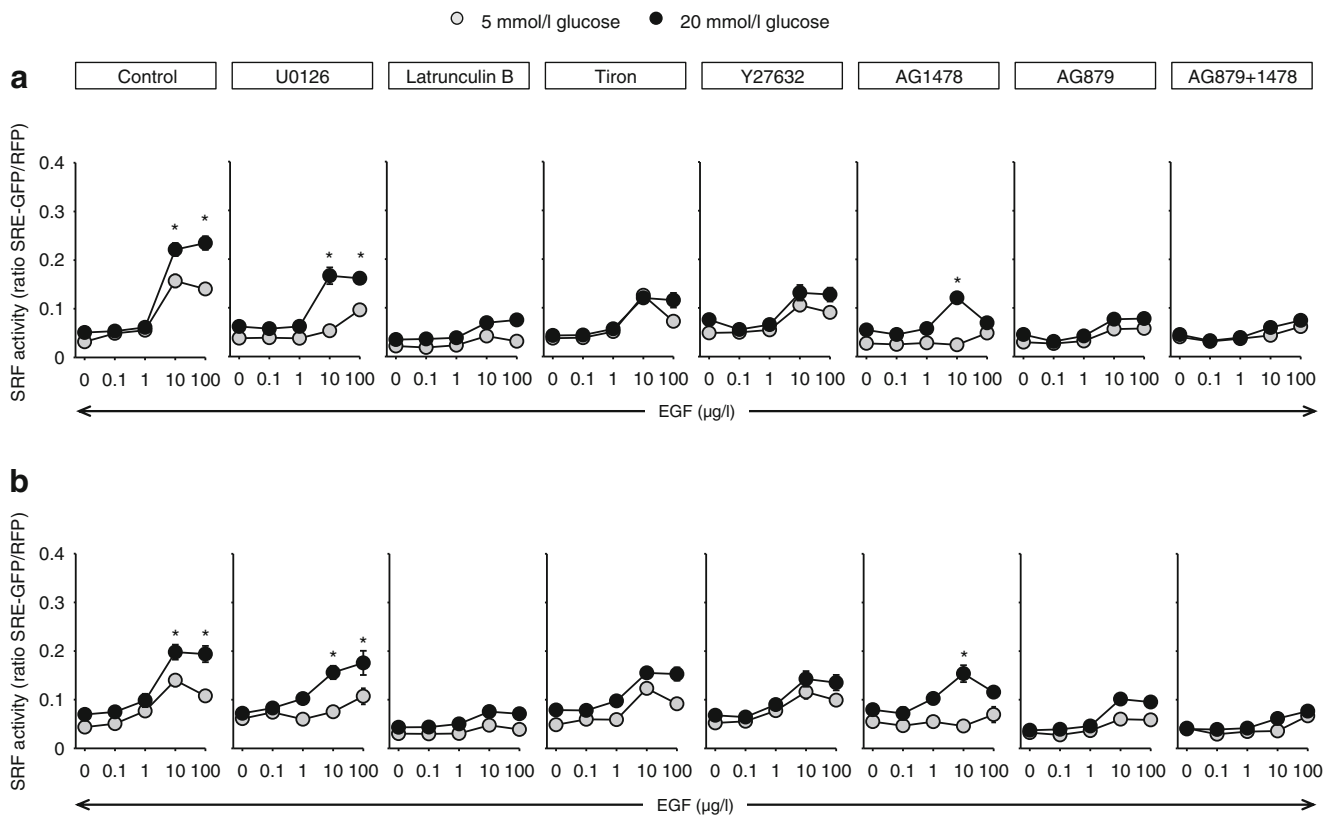 5 mmol/l glucose 20 mmol/l glucose
a
Control U0126 Latrunculin B Tiron Y27632 AG1478 AG879 AG879+1478
SRF activity (ratio SRE-GFP/RFP)
0.4
0.3
0.2
0.1
0
* * * * *
0 0.1 1 10 100 0 0.1 1 10 100 0 0.1 1 10 100 0 0.1 1 10 100 0 0.1 1 10 100 0 0.1 1 10 100 0 0.1 1 10 100 0 0.1 1 10 100
EGF (µg/l)
b
SRF activity (ratio SRE-GFP/RFP)
0.4
0.3
0.2
0.1
0
* * * * *
0 0.1 1 10 100 0 0.1 1 10 100 0 0.1 1 10 100 0 0.1 1 10 100 0 0.1 1 10 100 0 0.1 1 10 100 0 0.1 1 10 100 0 0.1 1 10 100
EGF (µg/l)